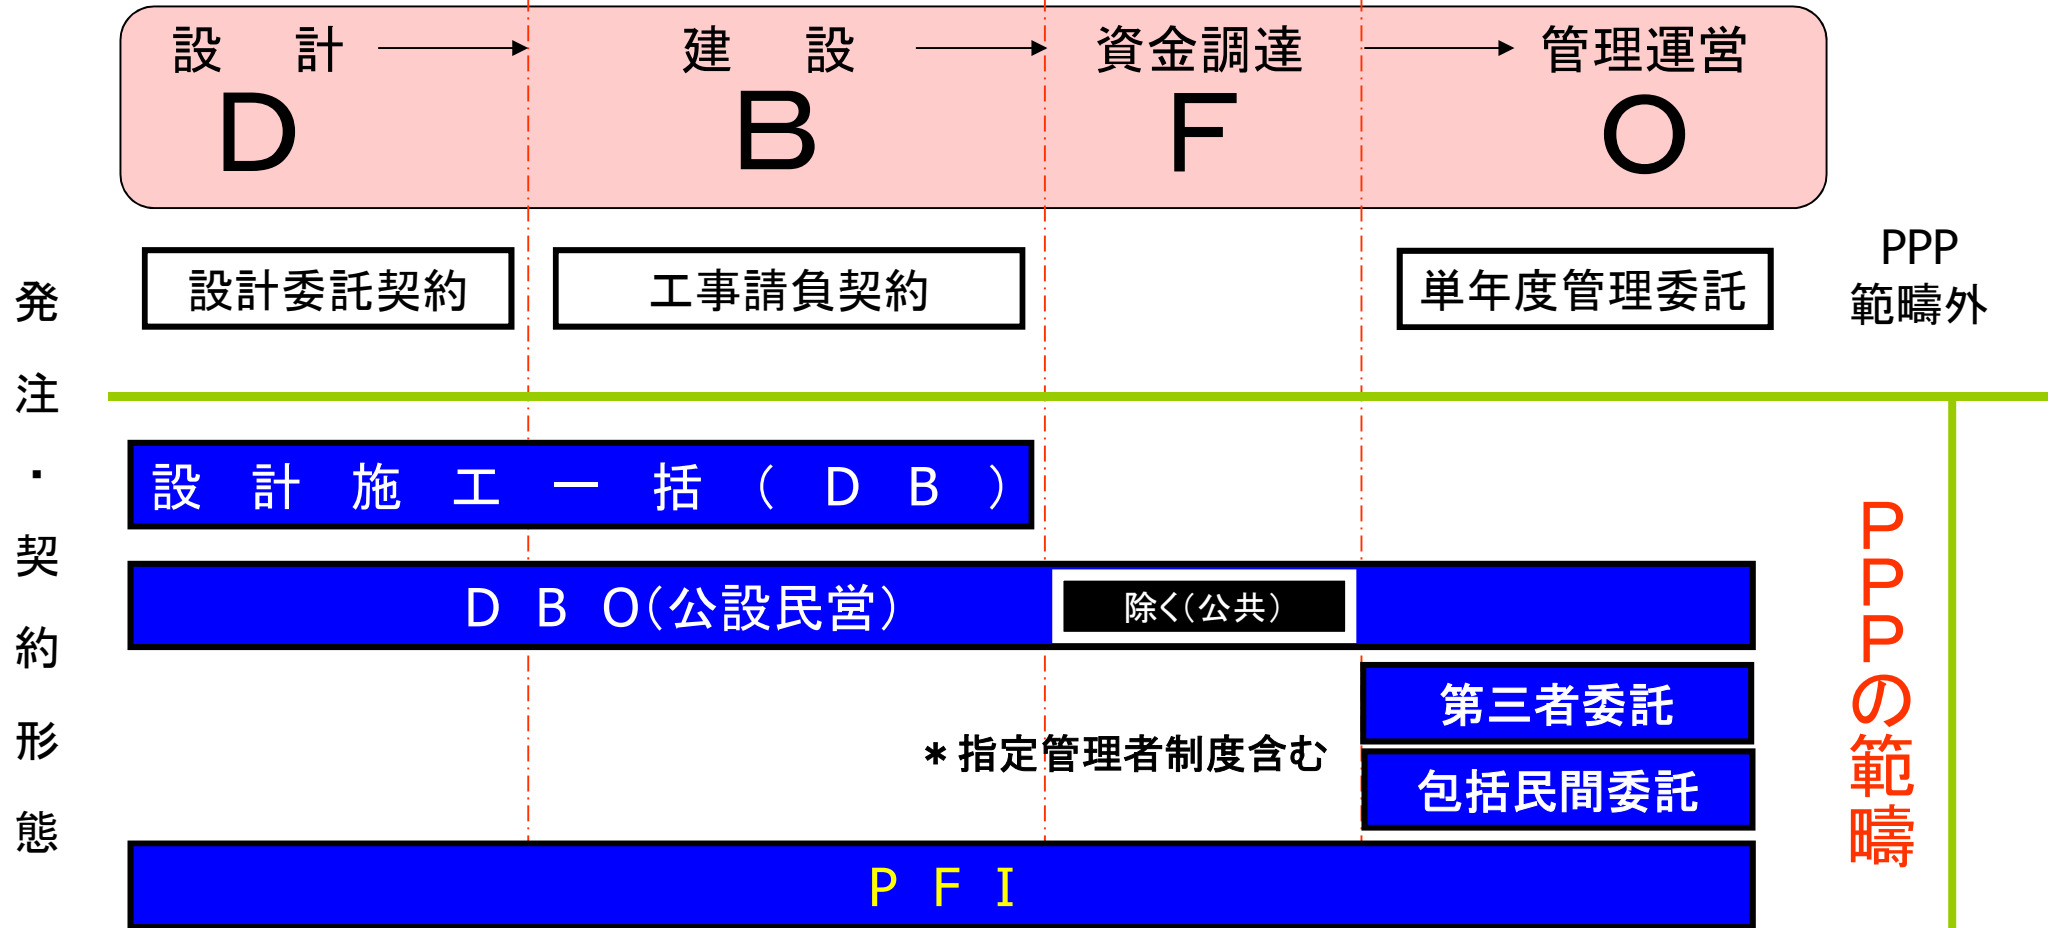 設　計
建　設
資金調達
管理運営
D
B
F
O
設計委託契約
工事請負契約
単年度管理委託
PPP
範疇外
発注・契約形態
設計施工一括(DB)
D B O(公設民営)
除く(公共)
第三者委託
＊指定管理者制度含む
包括民間委託
P F I
PPPの範疇